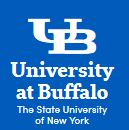 UB
University
at Buffalo
The State University
of New York